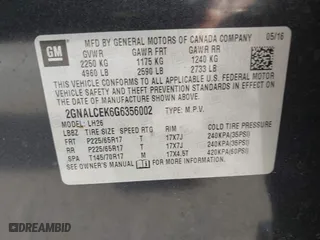 GM
MFD BY GENERAL MOTORS OF CANADA COMPANY 05/16
GVWR GAWR FR GAWR RR
2250 KG 1175 KG 1240 KG
4960 LB 2590 LB 2733 LB
THIS VEHICLE CONFORMS TO ALL APPLICABLE U.S. FEDERAL MOTOR
VEHICLE SAFETY, BUMPER, AND THEFT PREVENTION STANDARDS IN
EFFECT ON THE DATE OF MANUFACTURE SHOWN ABOVE.
2GNALCEK6G6356002 TYPE: M.P.V.
MODEL: LH26
LBBZ TIRE SIZE SPEED RTG RIM COLD TIRE PRESSURE
FRT P225/65R17 T 17X7J 240KPA(35PSI)
RR P225/65R17 T 17X7J 240KPA(35PSI)
SPA T145/70R17 M 17X4.5T 420KPA(60PSI)
SEE OWNER'S MANUAL FOR MORE INFORMATION.